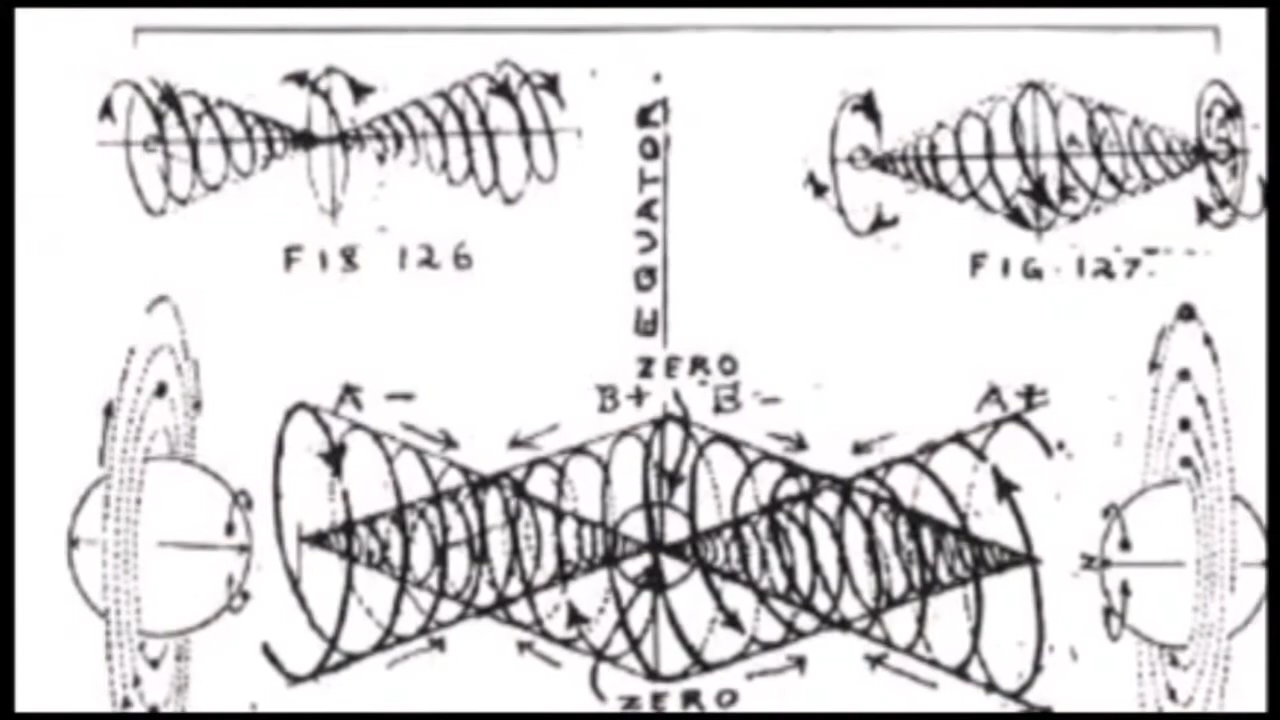 EQUATOR
FIG 126
FIG. 127
ZERO
A -
B+
B -
A±
N
ZERO